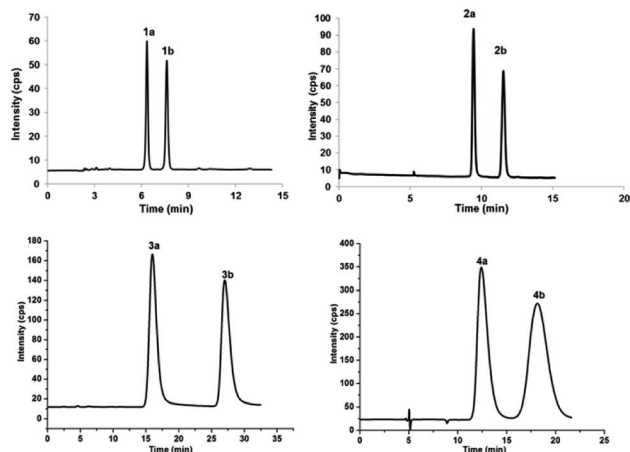 70
60
50
40
30
20
10
0
Intensity (cps)
1a
1b
0 3 6 9 12 15
Time (min)
100
90
80
70
60
50
40
30
20
10
0
Intensity (cps)
2a
2b
0 5 10 15 20
Time (min)
180
160
140
120
100
80
60
40
20
0
Intensity (cps)
3a
3b
0 5 10 15 20 25 30 35
Time (min)
400
350
300
250
200
150
100
50
0
Intensity (cps)
4a
4b
0 5 10 15 20 25
Time (min)